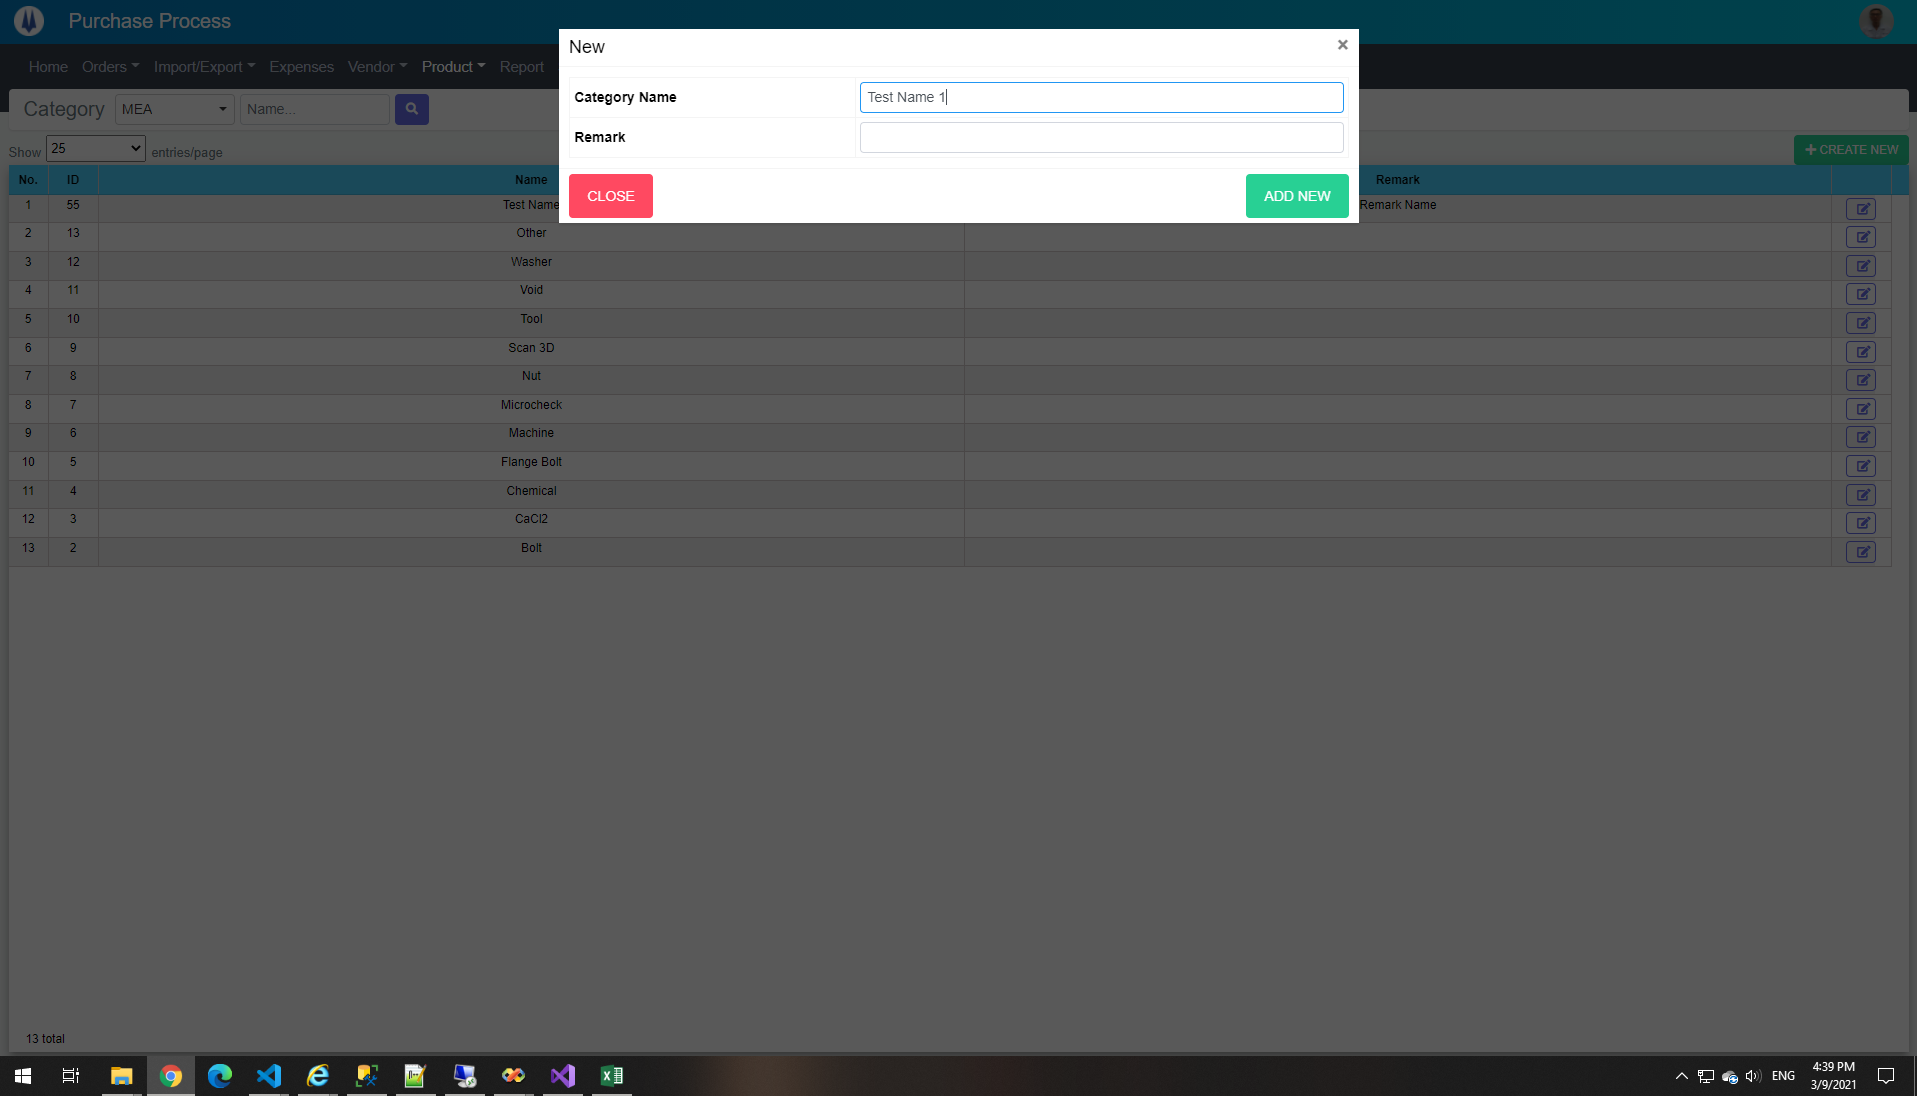 Purchase Process
Home Orders Import/Export Expenses Vendor Product Report
New ×
Category MEA Name...
Category Name Test Name 1
Remark
Show 25 entries/page
CREATE NEW
CLOSE ADD NEW
No. ID Name Remark
1 55 Test Name Remark Name
2 13 Other
3 12 Washer
4 11 Void
5 10 Tool
6 9 Scan 3D
7 8 Nut
8 7 Microcheck
9 6 Machine
10 5 Flange Bolt
11 4 Chemical
12 3 CaCl2
13 2 Bolt
13 total
ENG
4:39 PM
3/9/2021